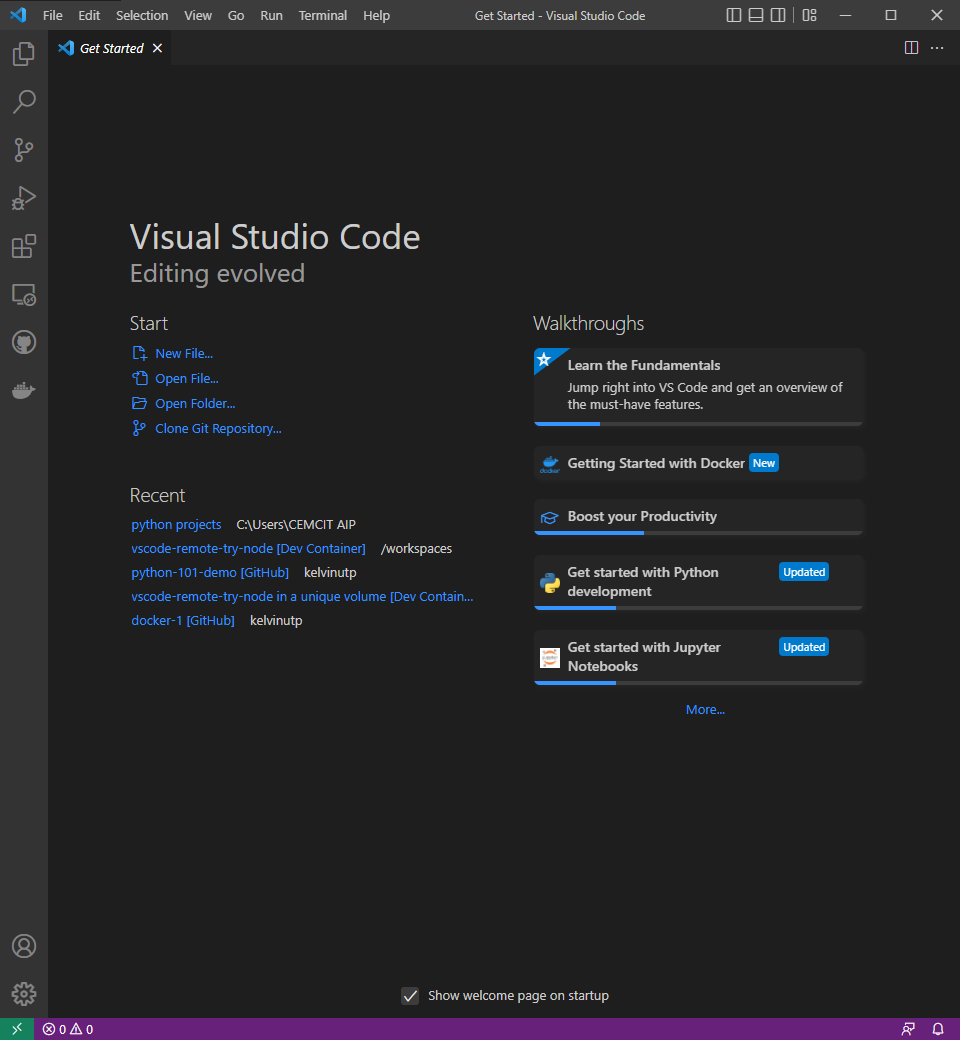 File Edit Selection View Go Run Terminal Help Get Started - Visual Studio Code
Get Started
Visual Studio Code
Editing evolved
Start
New File...
Open File...
Open Folder...
Clone Git Repository...
Recent
python projects C:\Users\CEMCIT AIP
vscode-remote-try-node [Dev Container] /workspaces
python-101-demo [GitHub] kelvinutp
vscode-remote-try-node in a unique volume [Dev Contain...
docker-1 [GitHub] kelvinutp
Walkthroughs
Learn the Fundamentals
Jump right into VS Code and get an overview of
the must-have features.
docker
Getting Started with Docker New
Boost your Productivity
Get started with Python Updated
development
Get started with Jupyter Updated
Notebooks
More...
Show welcome page on startup
0 0